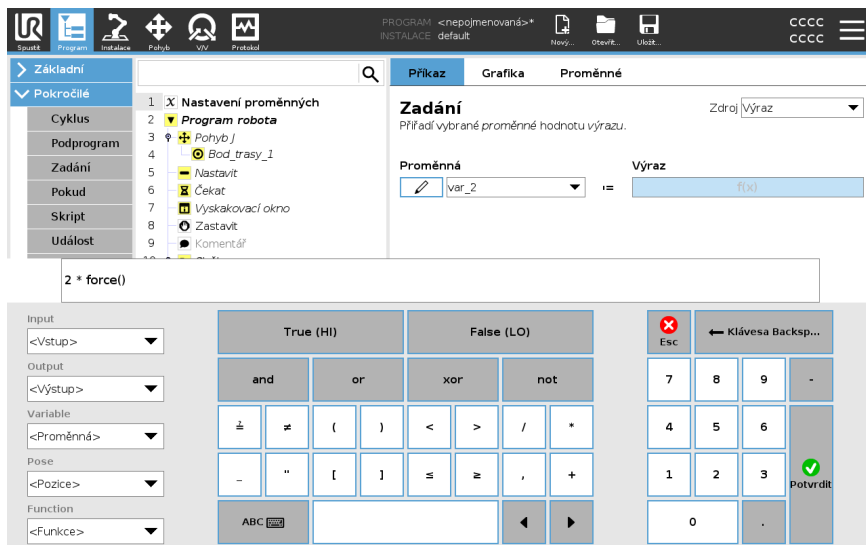 UR
PROGRAM <nepojmenovaná>*
INSTALACE default
CCCC
CCCC
Spustit Program Instalace Pohyb V/V Protokol Nový... Otevřít... Uložit...
Základní
Pokročilé
Cyklus
Podprogram
Zadání
Pokud
Skript
Událost
1 X Nastavení proměnných
2 Program robota
3 Pohyb J
4 Bod_trasy_1
5 Nastavit
6 Čekat
7 Vyskakovací okno
8 Zastavit
9 Komentář
Příkaz Grafika Proměnné
Zadání
Zdroj Výraz
Přiřadí vybrané proměnné hodnotu výrazu.
Proměnná Výraz
var_2 := f(x)
2 * force()
Input
<Vstup>
Output
<Výstup>
Variable
<Proměnná>
Pose
<Pozice>
Function
<Funkce>
True (HI) False (LO)
and or xor not
≟ ≠ ( ) < > / *
_ " [ ] ≤ ≥ , +
ABC
Esc Klávesa Backsp...
7 8 9 -
4 5 6
1 2 3 Potvrdit
0 .